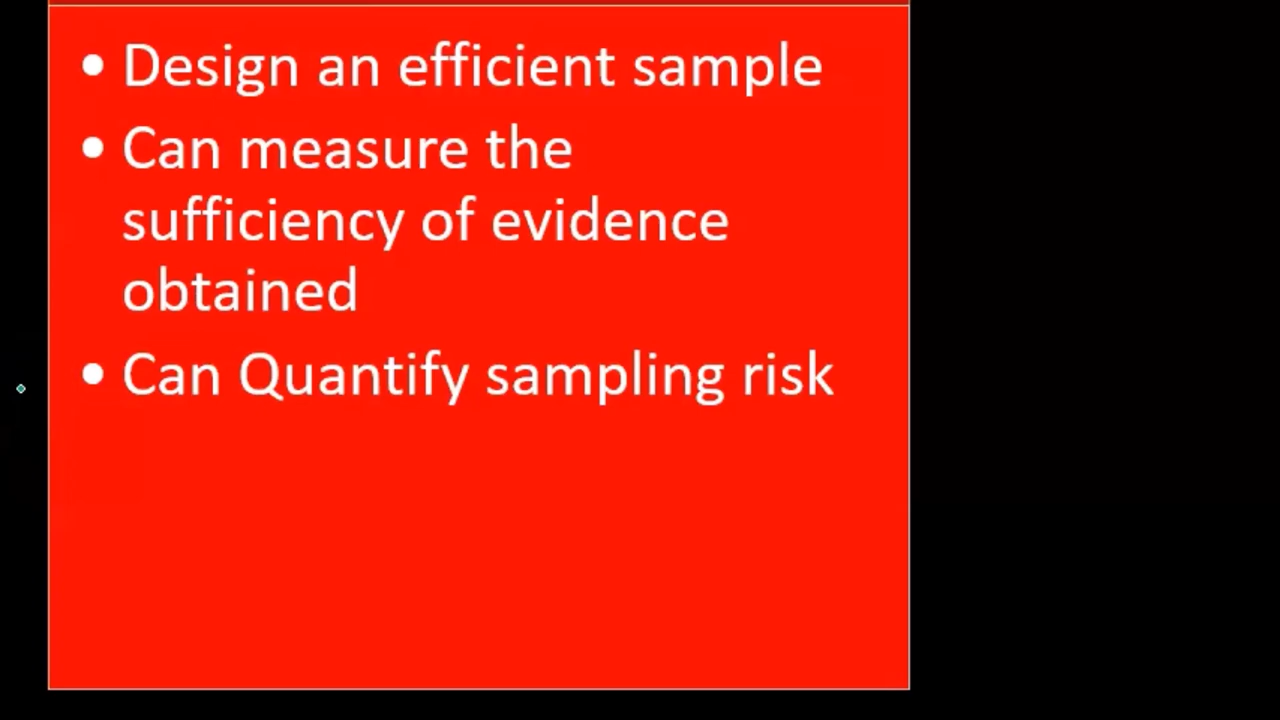 • Design an efficient sample
• Can measure the
sufficiency of evidence
obtained
• Can Quantify sampling risk